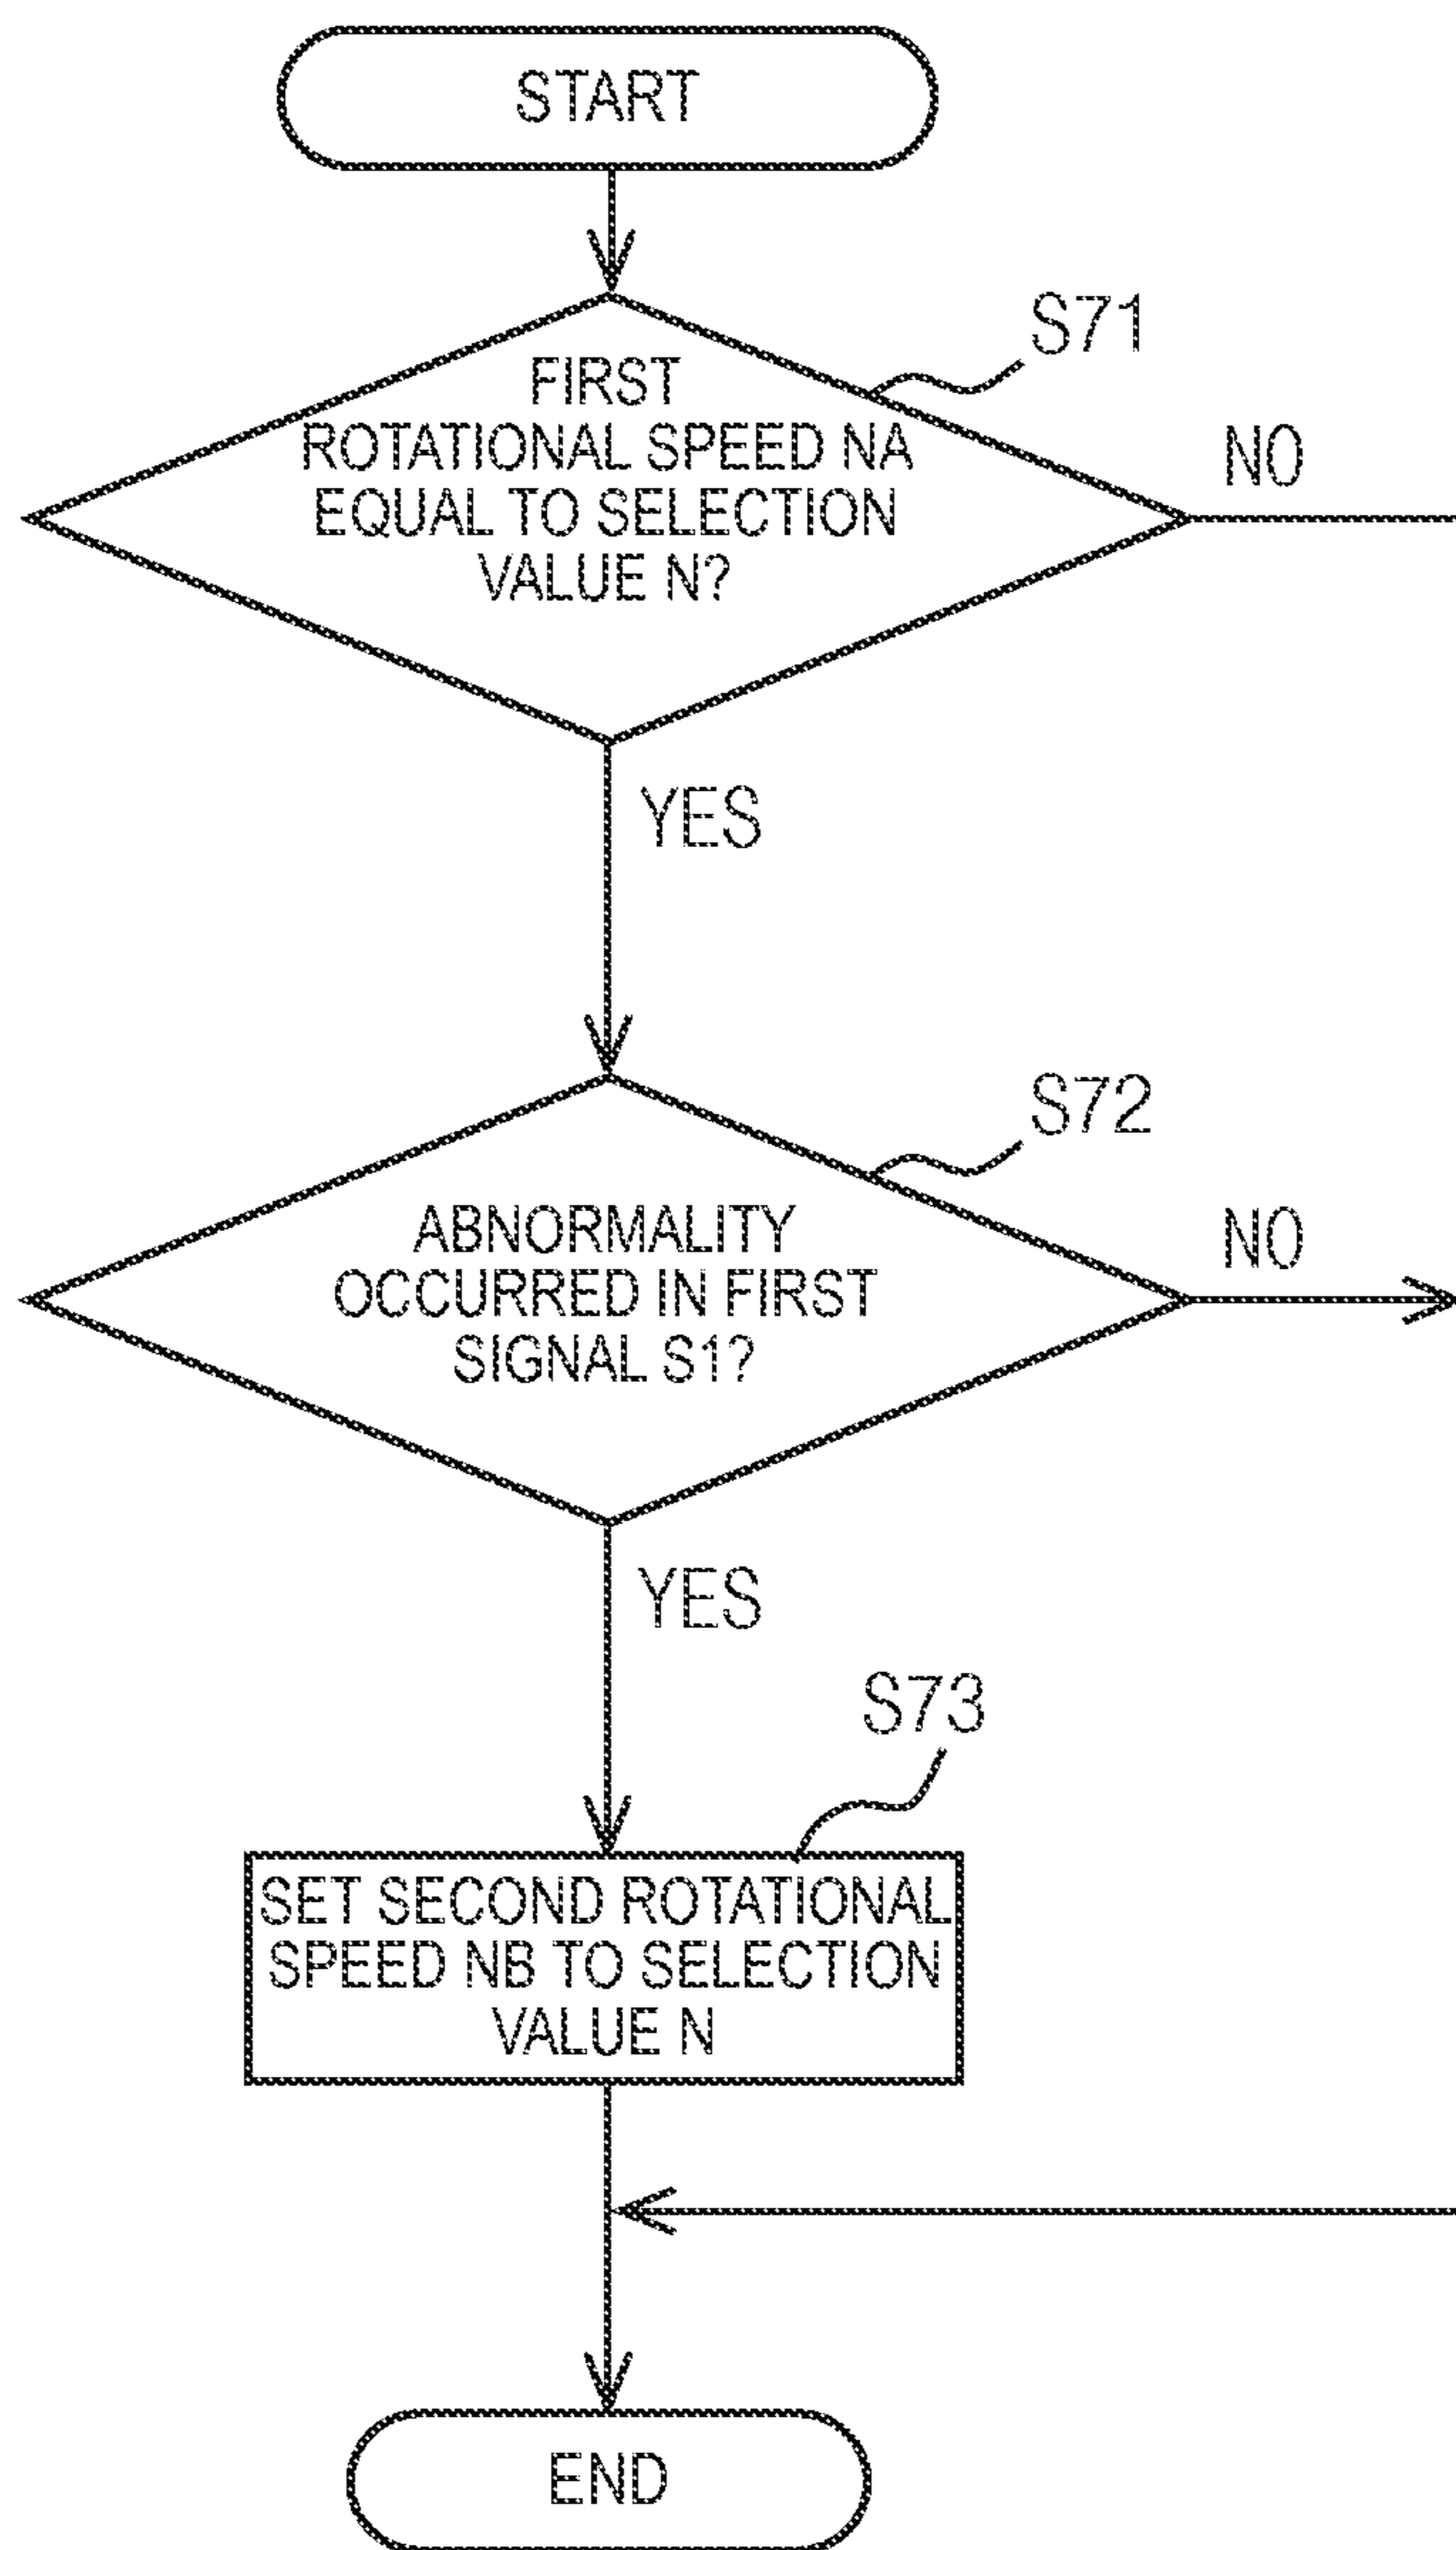 START
S71
FIRST
ROTATIONAL SPEED NA
EQUAL TO SELECTION
VALUE N?
NO
YES
S72
ABNORMALITY
OCCURRED IN FIRST
SIGNAL S1?
NO
YES
S73
SET SECOND ROTATIONAL
SPEED NB TO SELECTION
VALUE N
END